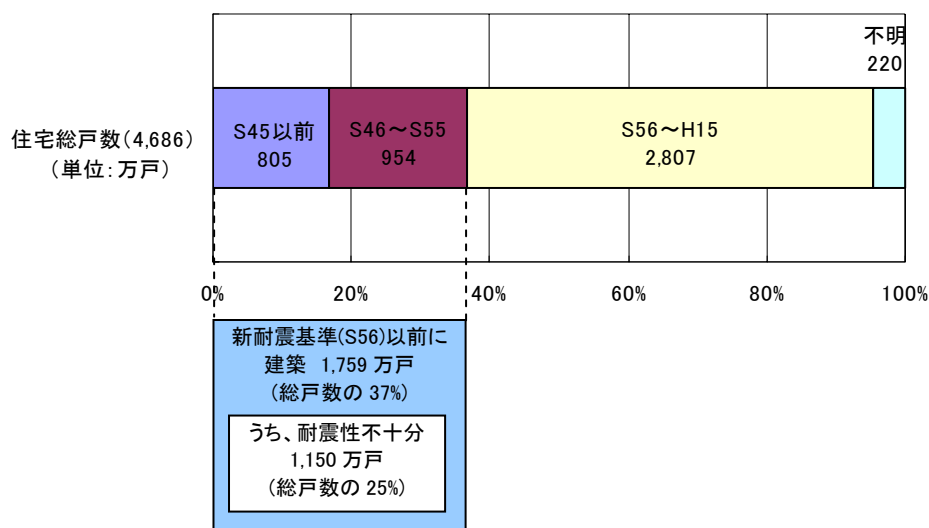 不明
220
住宅総戸数(4,686)
(単位:万戸)
S45以前
805
S46～S55
954
S56～H15
2,807
0%
20%
40%
60%
80%
100%
新耐震基準(S56)以前に
建築 1,759 万戸
(総戸数の 37%)
うち、耐震性不十分
1,150 万戸
(総戸数の 25%)